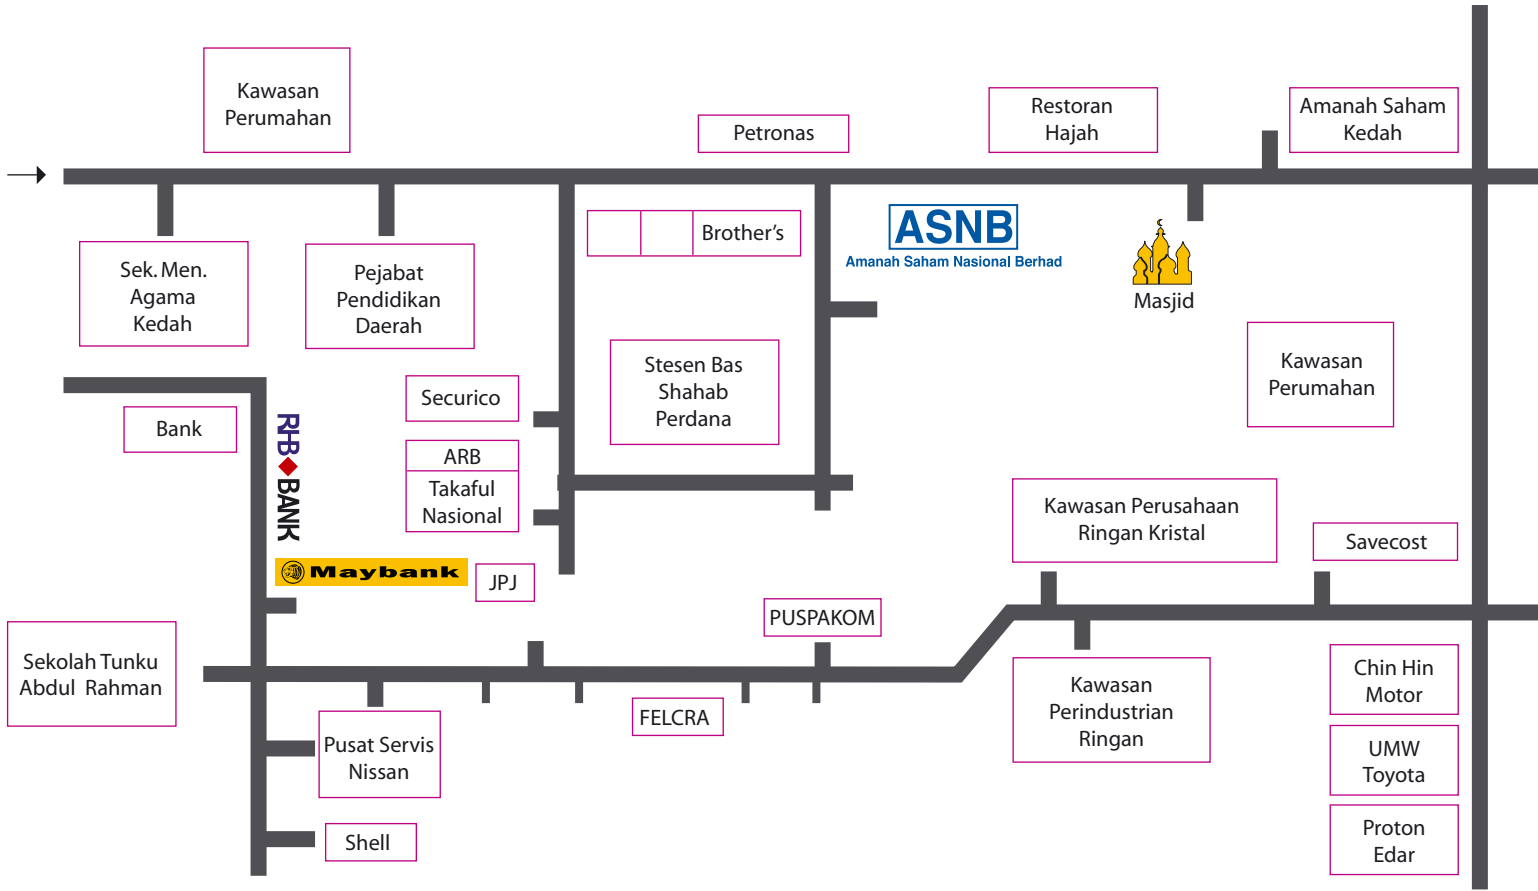 Kawasan
Perumahan
Petronas
Restoran
Hajah
Amanah Saham
Kedah
Brother's
ASNB
Amanah Saham Nasional Berhad
Sek. Men.
Agama
Kedah
Pejabat
Pendidikan
Daerah
Masjid
Stesen Bas
Shahab
Perdana
Kawasan
Perumahan
Securico
Bank
RHB BANK
ARB
Takaful
Nasional
Kawasan Perusahaan
Ringan Kristal
Savecost
Maybank
JPJ
PUSPAKOM
Sekolah Tunku
Abdul Rahman
Chin Hin
Motor
Kawasan
Perindustrian
Ringan
FELCRA
Pusat Servis
Nissan
UMW
Toyota
Shell
Proton
Edar